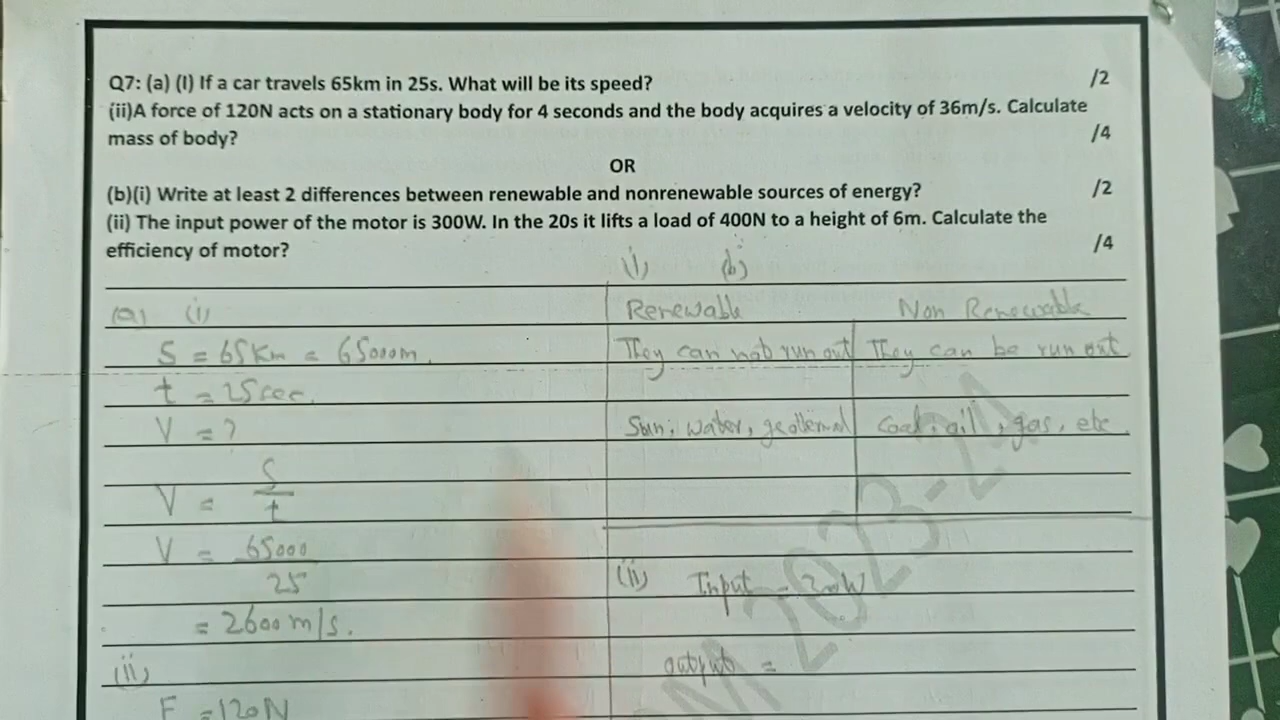 Q7: (a) (I) If a car travels 65km in 25s. What will be its speed? /2
(ii)A force of 120N acts on a stationary body for 4 seconds and the body acquires a velocity of 36m/s. Calculate
mass of body? /4
OR
(b)(i) Write at least 2 differences between renewable and nonrenewable sources of energy? /2
(ii) The input power of the motor is 300W. In the 20s it lifts a load of 400N to a height of 6m. Calculate the
efficiency of motor? /4
(a) (i)
S = 65Km = 65000m.
t = 25sec.
V = ?
V = S
t
V = 65000
25
= 2600 m/s.
(ii)
F = 120N
(i) (b)
Renewable Non Renewable
They can not run out They can be run out
Sun, water, geothermal coal, oil, gas, etc
(ii) Input = 300W
output =
M 2023-24